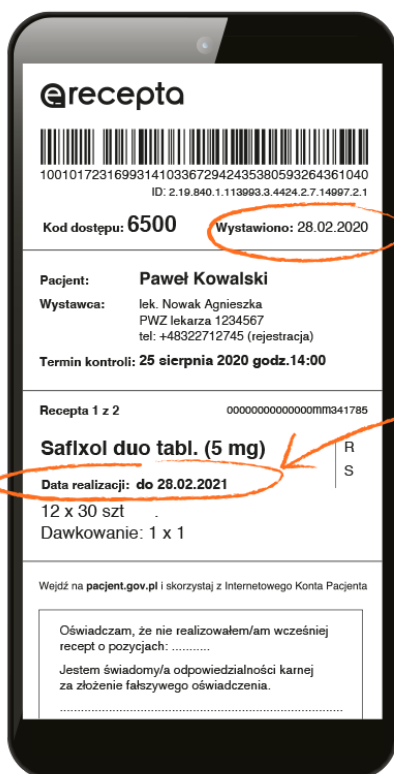 erecepta
10010172316993141033672942435380593264361040
ID: 2.19.840.1.113993.3.4424.2.7.14997.2.1
Kod dostępu: 6500 Wystawiono: 28.02.2020
Pacjent: Paweł Kowalski
Wystawca: lek. Nowak Agnieszka
PWZ lekarza 1234567
tel: +48322712745 (rejestracja)
Termin kontroli: 25 sierpnia 2020 godz.14:00
Recepta 1 z 2 00000000000000mm341785
Saflxol duo tabl. (5 mg) R
Data realizacji: do 28.02.2021 S
12 x 30 szt .
Dawkowanie: 1 x 1
Wejdź na pacjent.gov.pl i skorzystaj z Internetowego Konta Pacjenta
Oświadczam, że nie realizowałem/am wcześniej
recept o pozycjach: ...........
Jestem świadomy/a odpowiedzialności karnej
za złożenie fałszywego oświadczenia.
........................................................................